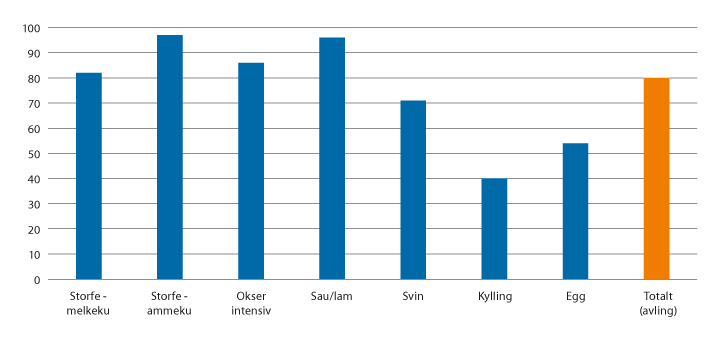 100
90
80
70
60
50
40
30
20
10
0
Storfe - melkeku
Storfe - ammeku
Okser intensiv
Sau/lam
Svin
Kylling
Egg
Totalt (avling)